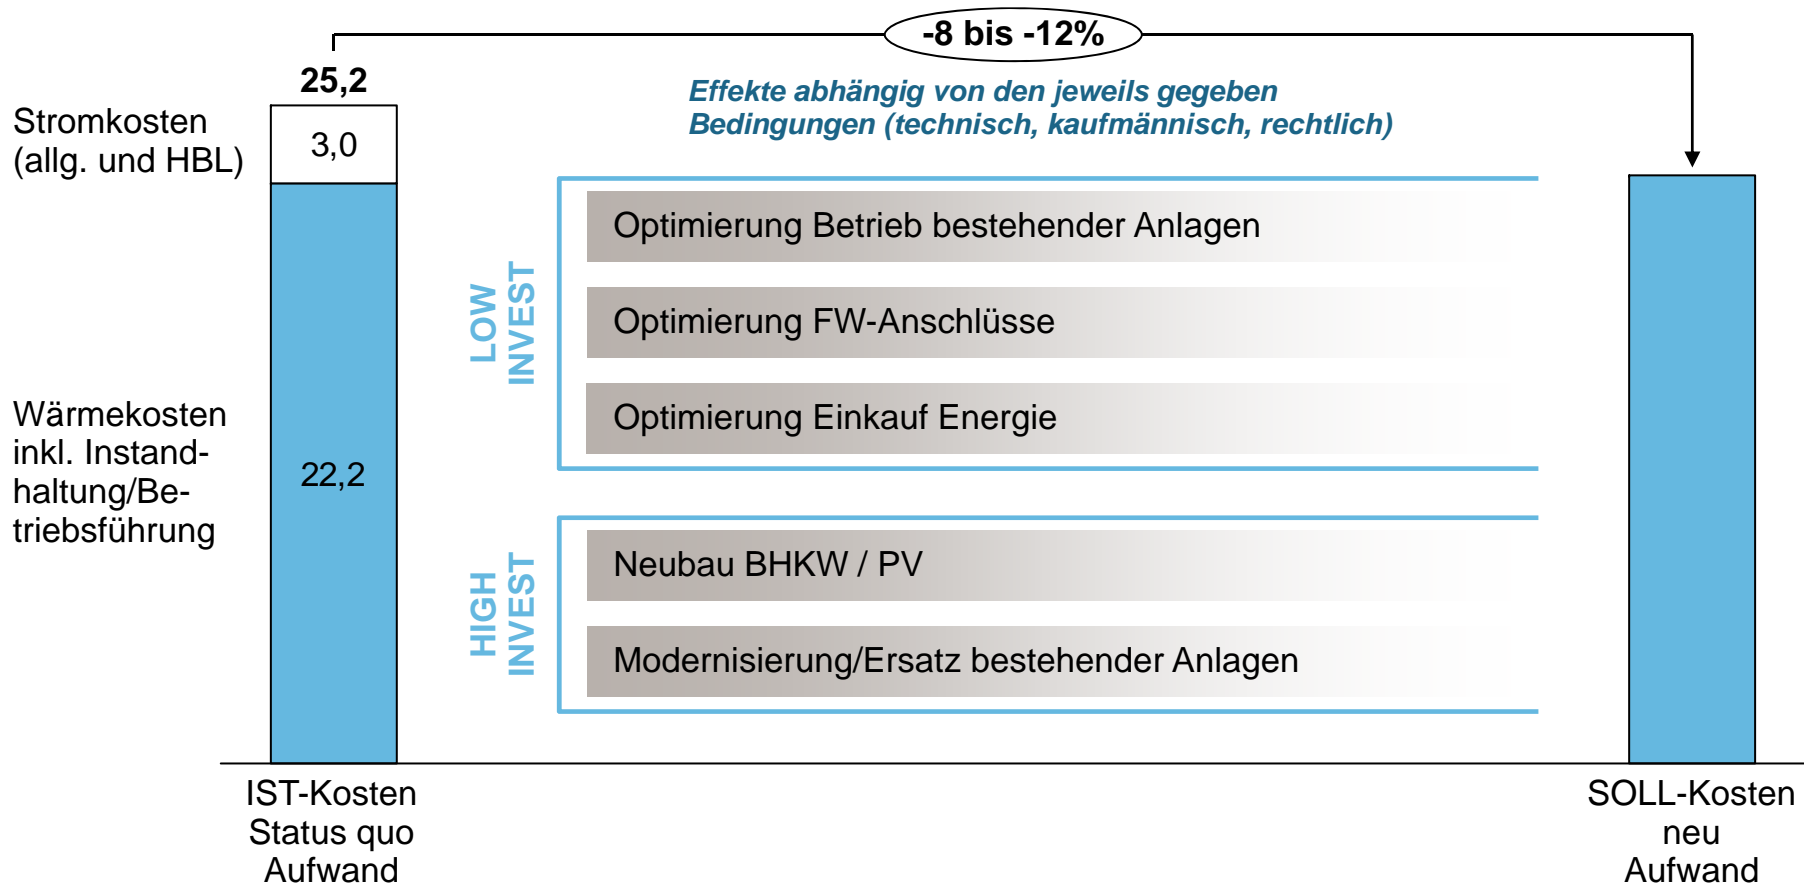 -8 bis -12%
25,2
Effekte abhängig von den jeweils gegeben
Bedingungen (technisch, kaufmännisch, rechtlich)
Stromkosten
(allg. und HBL)
3,0
Wärmekosten
inkl. Instand-
haltung/Be-
triebsführung
22,2
LOW
INVEST
Optimierung Betrieb bestehender Anlagen
Optimierung FW-Anschlüsse
Optimierung Einkauf Energie
HIGH
INVEST
Neubau BHKW / PV
Modernisierung/Ersatz bestehender Anlagen
IST-Kosten
Status quo
Aufwand
SOLL-Kosten
neu
Aufwand